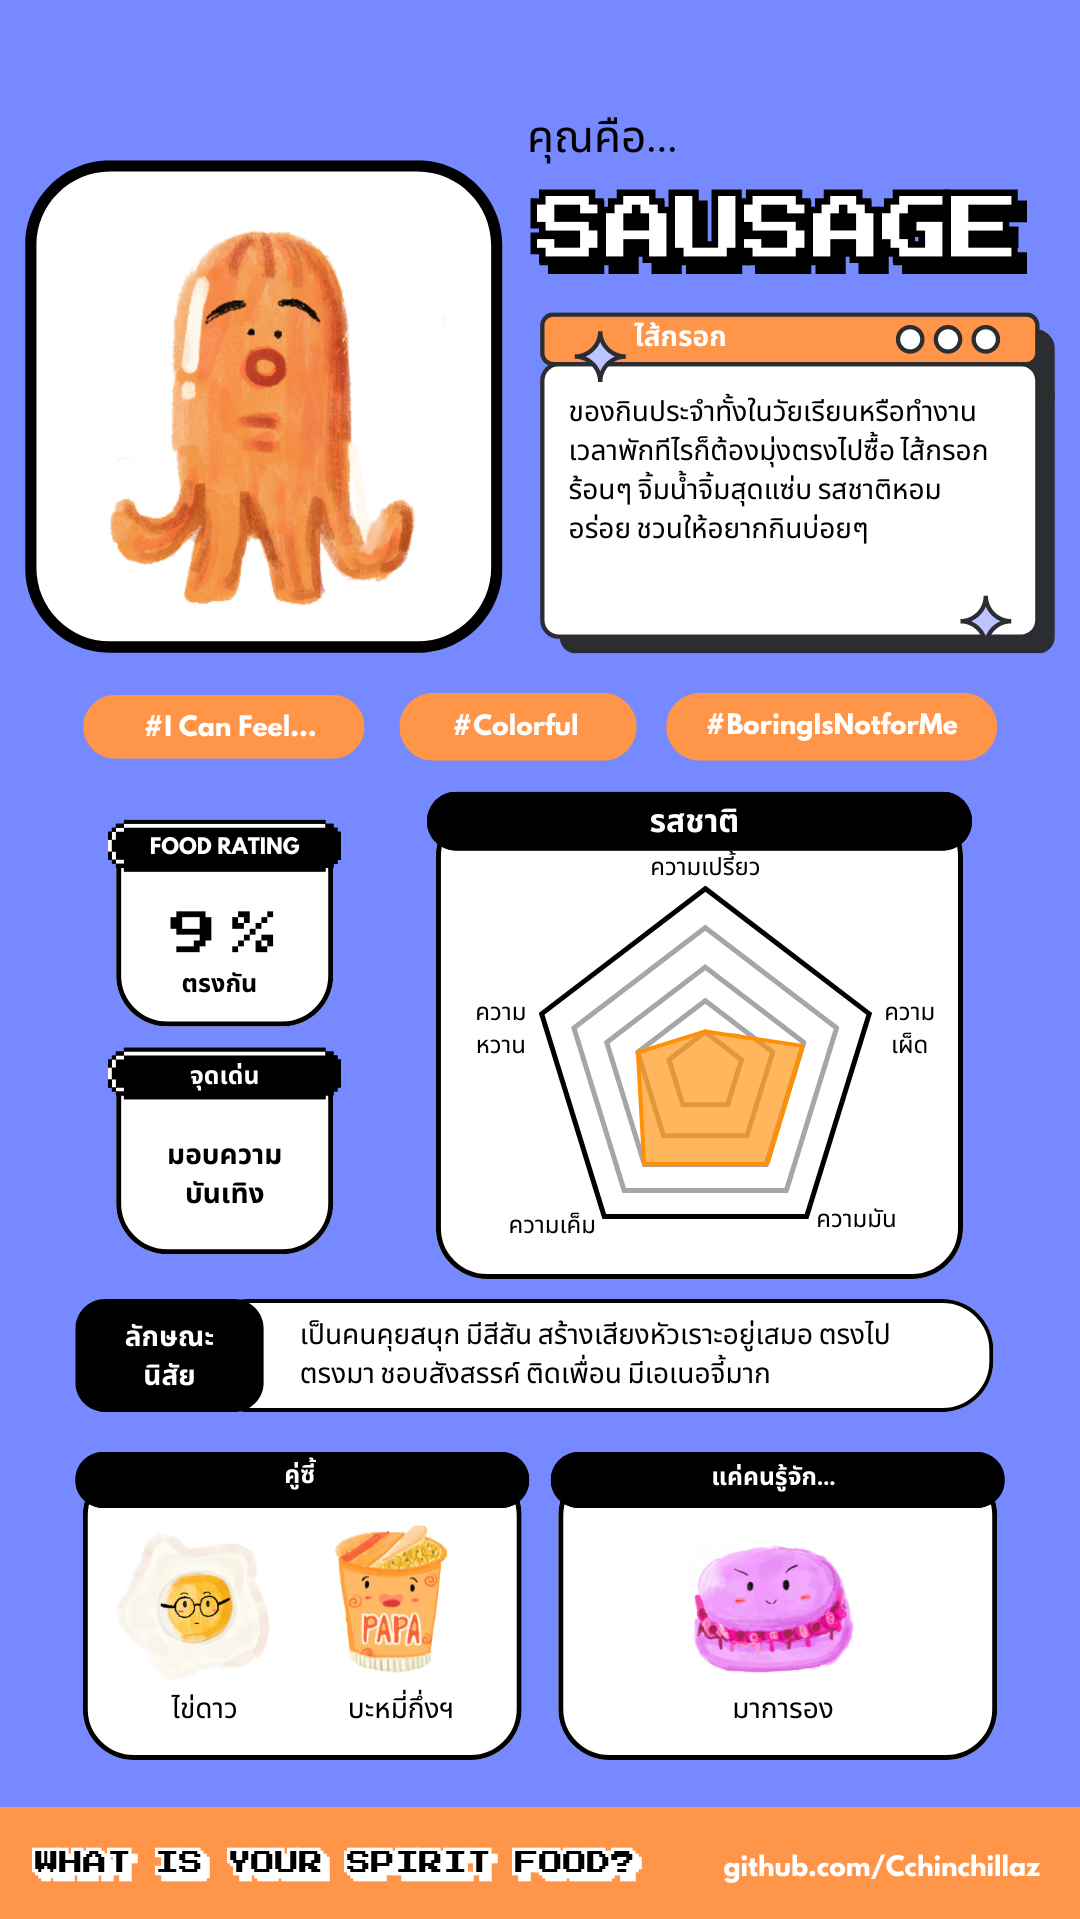 คุณคือ...
SAUSAGE
ไส้กรอก
ของกินประจำทั้งในวัยเรียนหรือทำงาน
เวลาพักทีไรก็ต้องมุ่งตรงไปซื้อ ไส้กรอก
ร้อนๆ จิ้มน้ำจิ้มสุดแซ่บ รสชาติหอม
อร่อย ชวนให้อยากกินบ่อยๆ
#I Can Feel...
#Colorful
#BoringIsNotforMe
FOOD RATING
9 %
ตรงกัน
จุดเด่น
มอบความ
บันเทิง
รสชาติ
ความเปรี้ยว
ความ
หวาน
ความ
เผ็ด
ความเค็ม
ความมัน
ลักษณะ
นิสัย
เป็นคนคุยสนุก มีสีสัน สร้างเสียงหัวเราะอยู่เสมอ ตรงไป
ตรงมา ชอบสังสรรค์ ติดเพื่อน มีเอเนอจี้มาก
คู่ซี้
PAPA
ไข่ดาว
บะหมี่กึ่งฯ
แค่คนรู้จัก...
มาการอง
WHAT IS YOUR SPIRIT FOOD?
github.com/Cchinchillaz